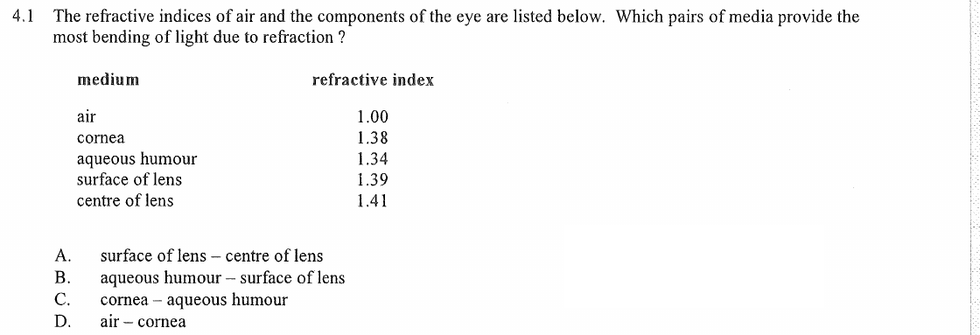 4.1 The refractive indices of air and the components of the eye are listed below. Which pairs of media provide the
most bending of light due to refraction ?
medium refractive index
air 1.00
cornea 1.38
aqueous humour 1.34
surface of lens 1.39
centre of lens 1.41
A. surface of lens – centre of lens
B. aqueous humour – surface of lens
C. cornea – aqueous humour
D. air – cornea